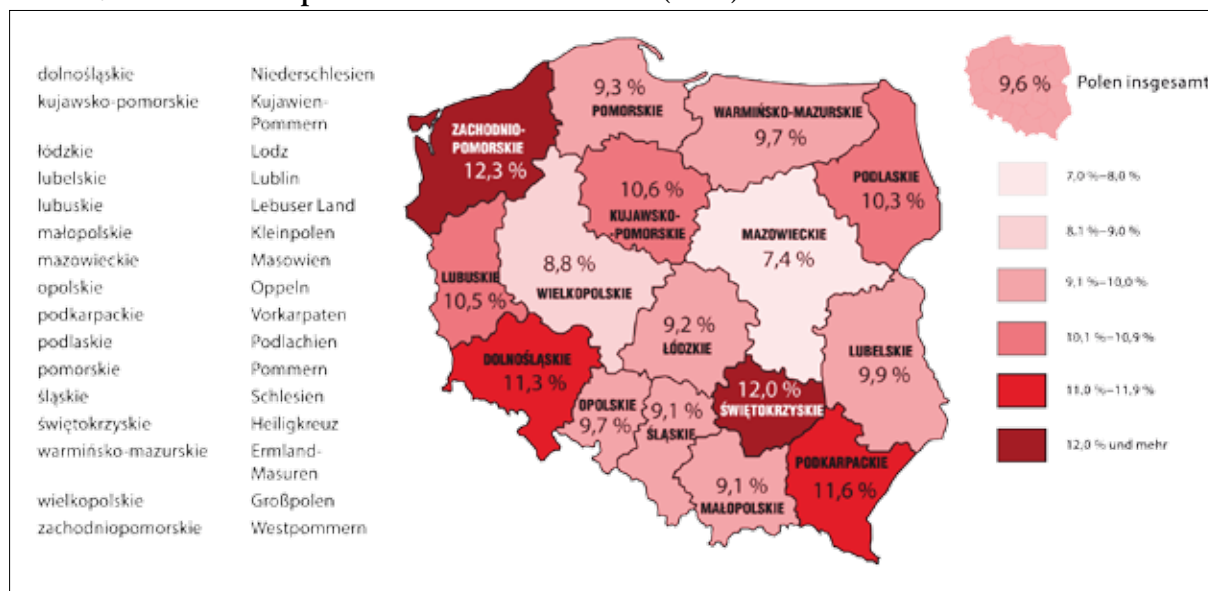 dolnośląskie Niederschlesien
kujawsko-pomorskie Kujawien-
Pommern
łódzkie Lodz
lubelskie Lublin
lubuskie Lebuser Land
małopolskie Kleinpolen
mazowieckie Masowien
opolskie Oppeln
podkarpackie Vorkarpaten
podlaskie Podlachien
pomorskie Pommern
śląskie Schlesien
świętokrzyskie Heiligkreuz
warmińsko-mazurskie Ermland-
Masuren
wielkopolskie Großpolen
zachodniopomorskie Westpommern
9,3 %
POMORSKIE
ZACHODNIO-
POMORSKIE
12,3 %
WARMIŃSKO-MAZURSKIE
9,7 %
PODLASKIE
10,3 %
10,6 %
KUJAWSKO-
-POMORSKIE
MAZOWIECKIE
7,4 %
8,8 %
WIELKOPOLSKIE
LUBUSKIE
10,5 %
9,2 %
ŁÓDZKIE
LUBELSKIE
9,9 %
DOLNOŚLĄSKIE
11,3 %
OPOLSKIE
9,7 %
9,1 %
ŚLĄSKIE
12,0 %
ŚWIĘTOKRZYSKIE
PODKARPACKIE
11,6 %
9,1 %
MAŁOPOLSKIE
9,6 % Polen insgesamt
7,0 %–8,0 %
8,1 %–9,0 %
9,1 %–10,0 %
10,1 %–10,9 %
11,0 %–11,9 %
12,0 % und mehr